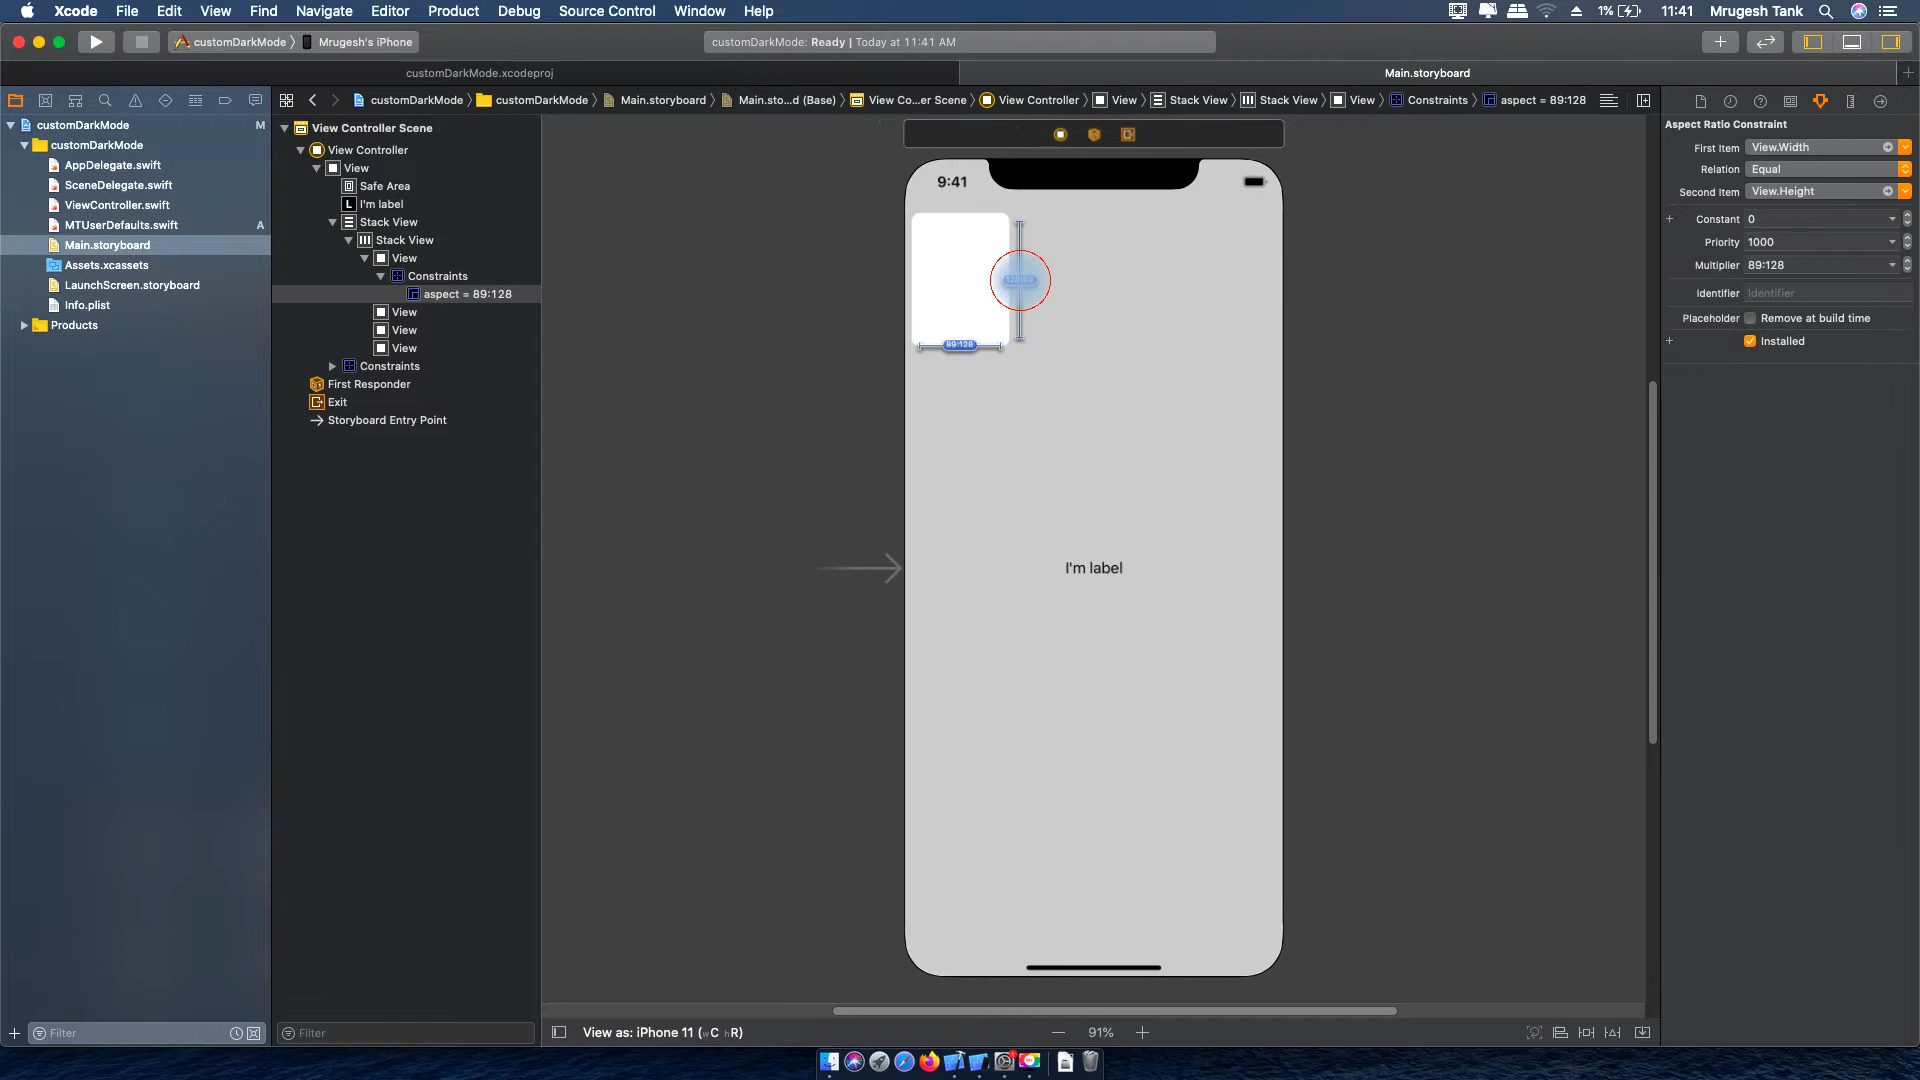 Xcode File Edit View Find Navigate Editor Product Debug Source Control Window Help 1% 11:41 Mrugesh Tank
customDarkMode Mrugesh's iPhone customDarkMode: Ready | Today at 11:41 AM
customDarkMode.xcodeproj Main.storyboard
customDarkMode customDarkMode Main.storyboard Main.sto...d (Base) View Co...er Scene View Controller View Stack View Stack View View Constraints aspect = 89:128
customDarkMode M
customDarkMode
AppDelegate.swift
SceneDelegate.swift
ViewController.swift
MTUserDefaults.swift A
Main.storyboard
Assets.xcassets
LaunchScreen.storyboard
Info.plist
Products
Filter
View Controller Scene
View Controller
View
Safe Area
L I'm label
Stack View
Stack View
View
Constraints
aspect = 89:128
View
View
View
Constraints
First Responder
Exit
Storyboard Entry Point
Filter
9:41
128:89
89:128
I'm label
View as: iPhone 11 (wC hR)
91%
Aspect Ratio Constraint
First Item View.Width
Relation Equal
Second Item View.Height
Constant 0
Priority 1000
Multiplier 89:128
Identifier Identifier
Placeholder Remove at build time
Installed